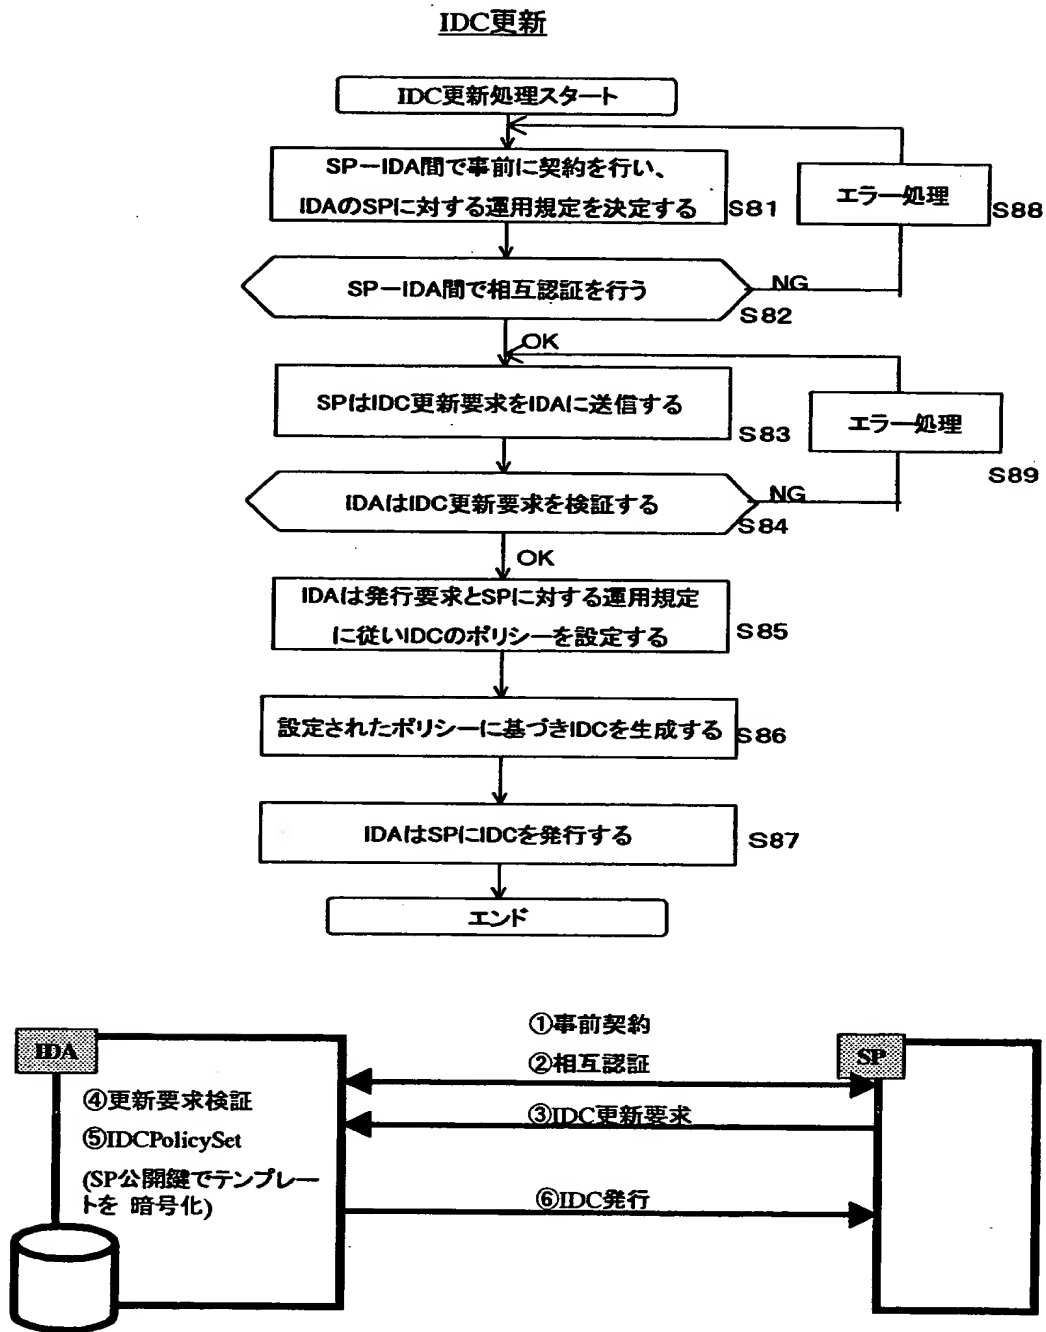 IDC更新
IDC更新処理スタート
SP－IDA間で事前に契約を行い、
IDAのSPに対する運用規定を決定する
S81
エラー処理
S88
SP－IDA間で相互認証を行う
NG
S82
OK
SPはIDC更新要求をIDAに送信する
S83
エラー処理
S89
IDAはIDC更新要求を検証する
NG
S84
OK
IDAは発行要求とSPに対する運用規定
に従いIDCのポリシーを設定する
S85
設定されたポリシーに基づきIDCを生成する
S86
IDAはSPにIDCを発行する
S87
エンド
①事前契約
IDA
SP
②相互認証
④更新要求検証
③IDC更新要求
⑤IDCPolicySet
(SP公開鍵でテンプレー
トを 暗号化)
⑥IDC発行